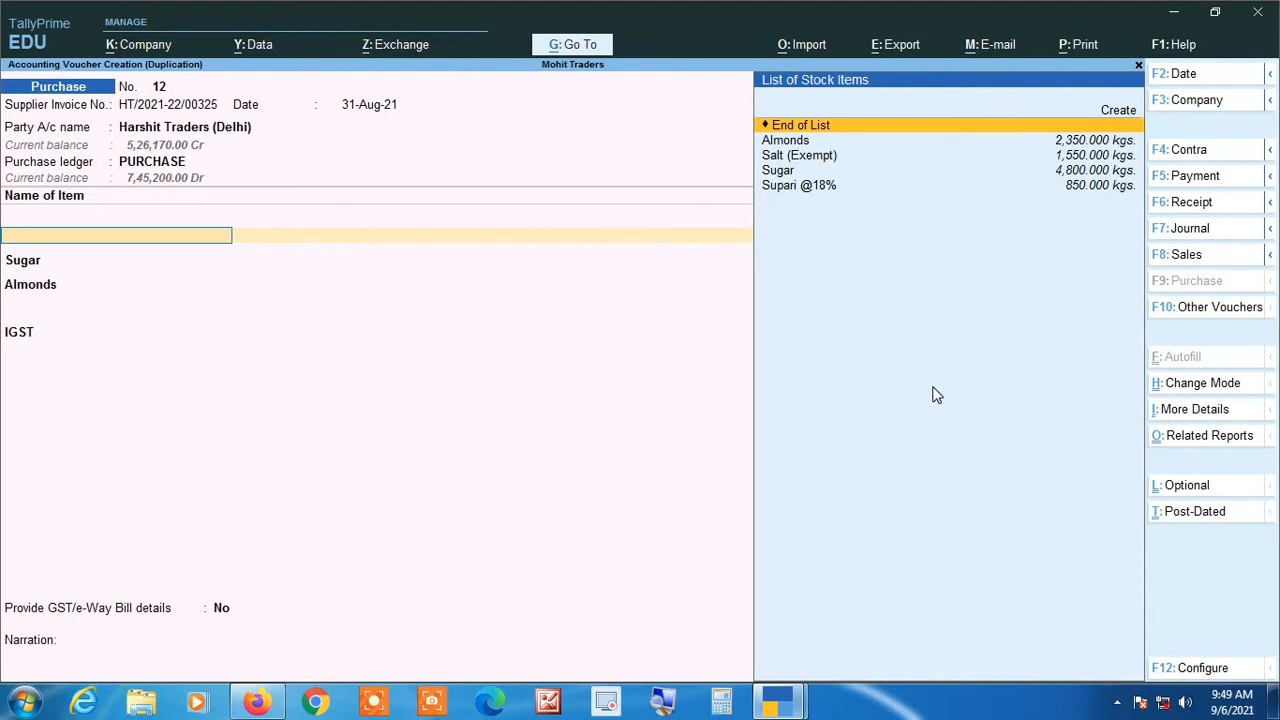 TallyPrime
EDU
MANAGE
K: Company
Y: Data
Z: Exchange
G: Go To
O: Import
E: Export
M: E-mail
P: Print
F1: Help
Accounting Voucher Creation (Duplication)
Mohit Traders
Purchase No. 12
Supplier Invoice No.: HT/2021-22/00325 Date : 31-Aug-21
Party A/c name : Harshit Traders (Delhi)
Current balance : 5,26,170.00 Cr
Purchase ledger : PURCHASE
Current balance : 7,45,200.00 Dr
Name of Item
Sugar
Almonds
IGST
Provide GST/e-Way Bill details : No
Narration:
List of Stock Items
Create
♦ End of List
Almonds 2,350.000 kgs.
Salt (Exempt) 1,550.000 kgs.
Sugar 4,800.000 kgs.
Supari @18% 850.000 kgs.
F2: Date
F3: Company
F4: Contra
F5: Payment
F6: Receipt
F7: Journal
F8: Sales
F9: Purchase
F10: Other Vouchers
F: Autofill
H: Change Mode
I: More Details
O: Related Reports
L: Optional
T: Post-Dated
F12: Configure
9:49 AM
9/6/2021